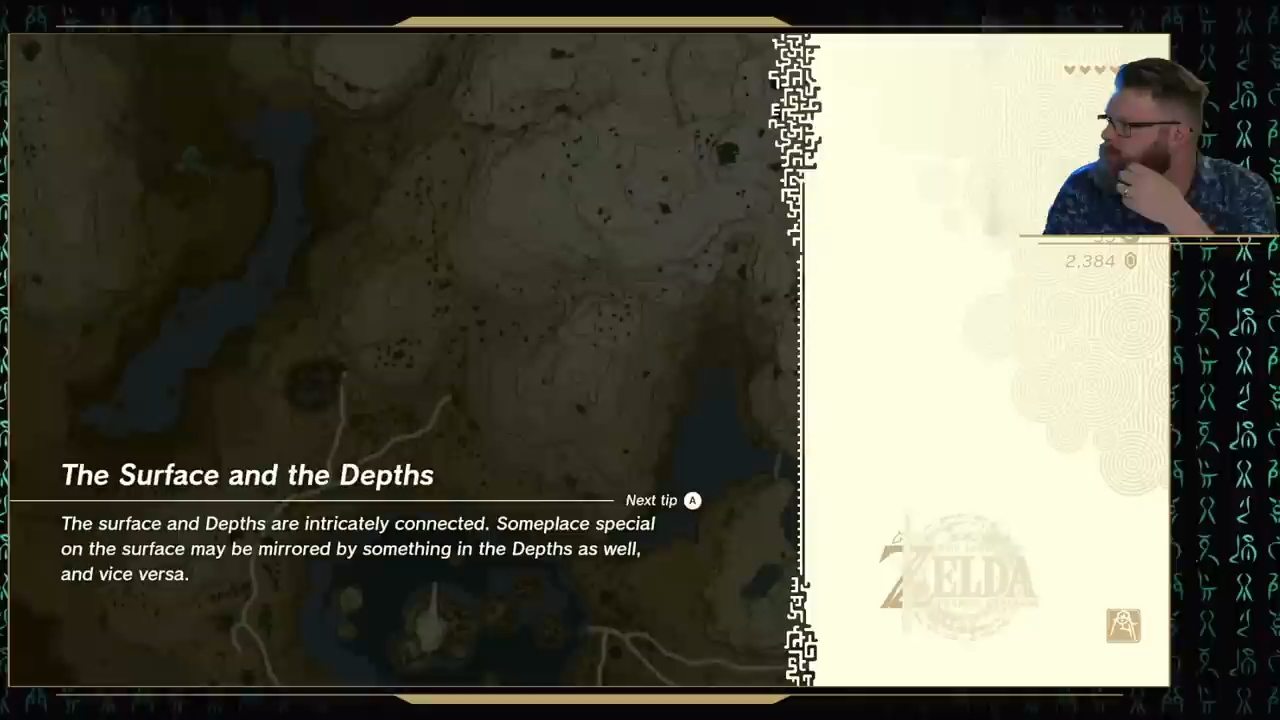 2,384
The Surface and the Depths
Next tip A
The surface and Depths are intricately connected. Someplace special
on the surface may be mirrored by something in the Depths as well,
and vice versa.
ZELDA